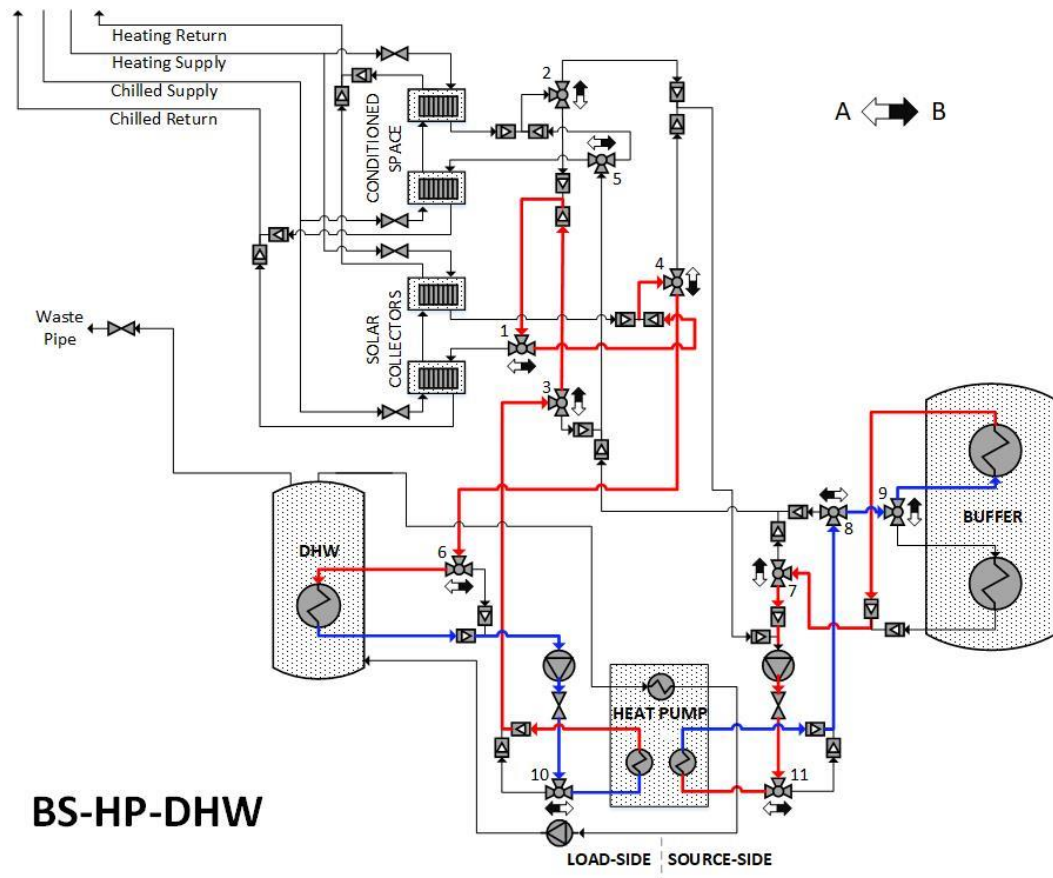 Heating Return
Heating Supply
Chilled Supply
Chilled Return
A
B
2
CONDITIONED
SPACE
5
4
Waste
Pipe
1
SOLAR
COLLECTORS
3
9
8
BUFFER
DHW
6
7
HEAT PUMP
10
11
BS-HP-DHW
LOAD-SIDE
SOURCE-SIDE